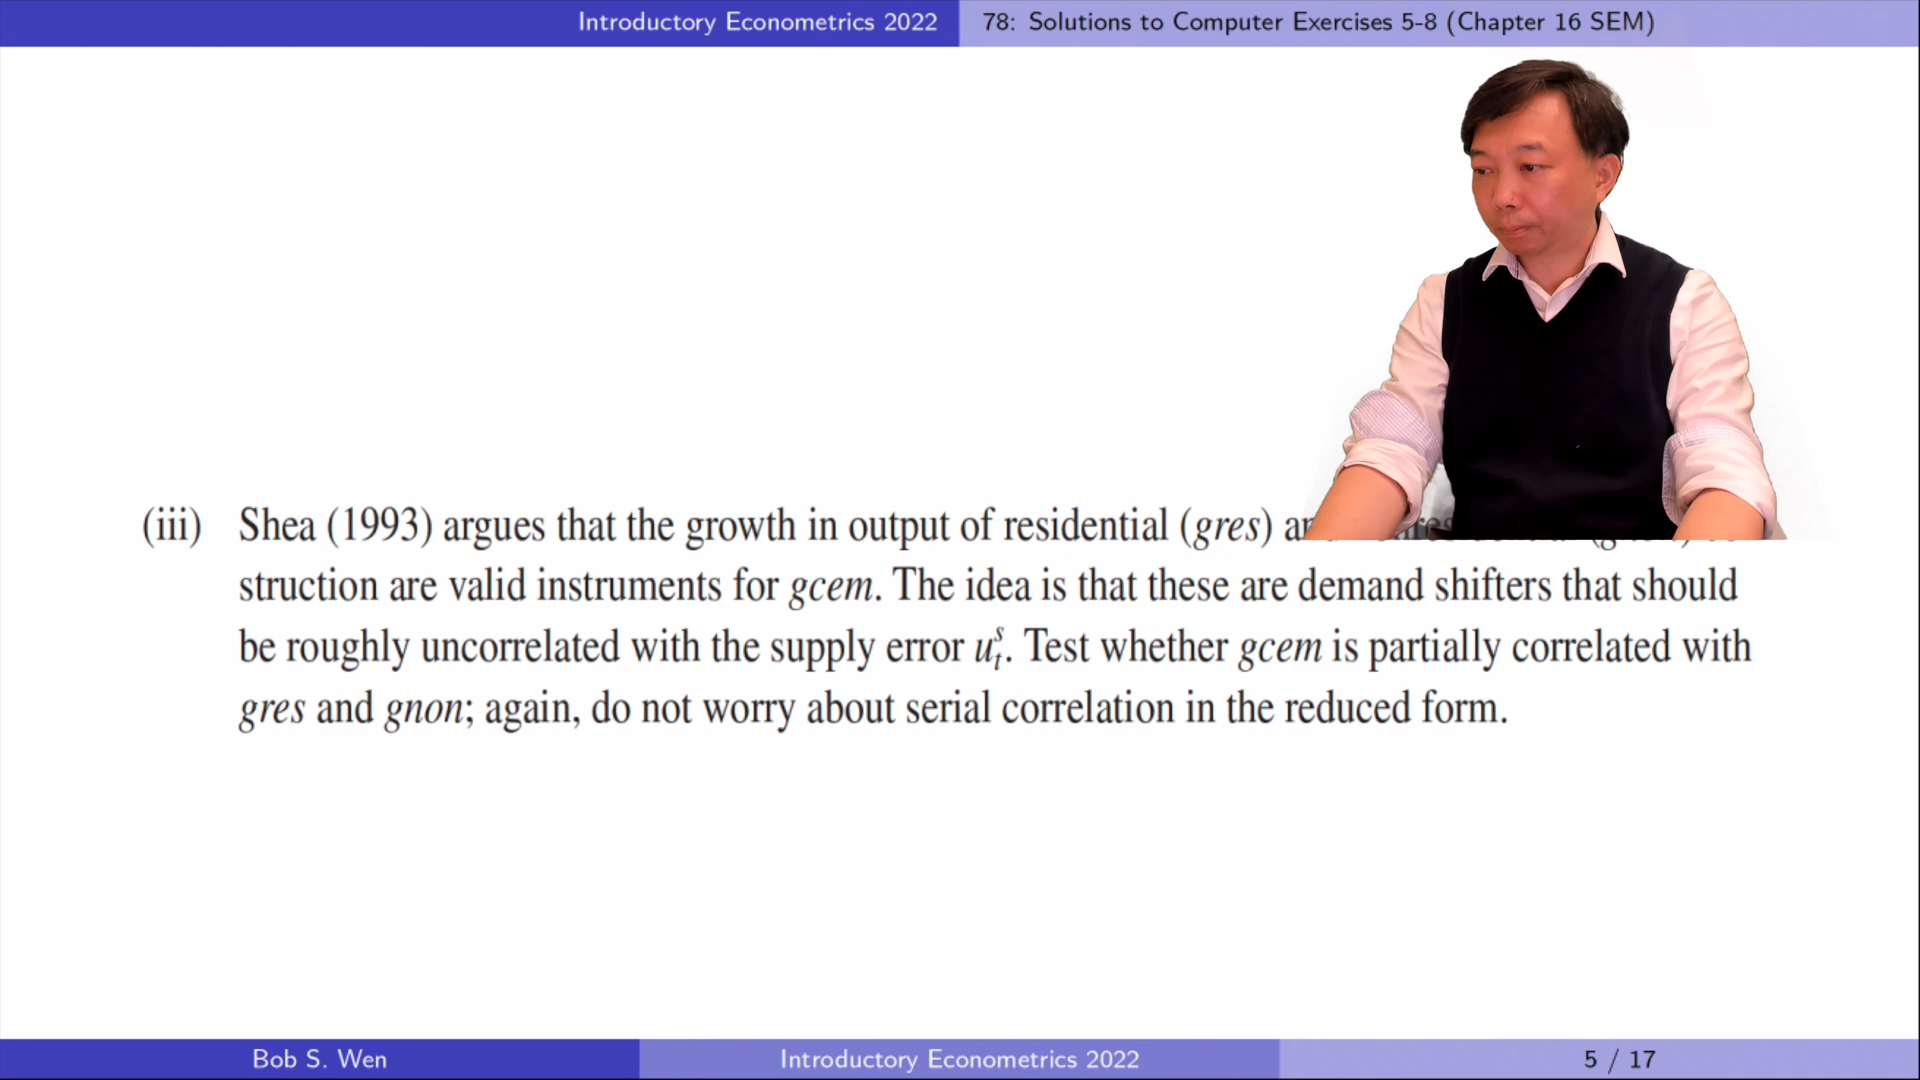 Introductory Econometrics 2022 78: Solutions to Computer Exercises 5-8 (Chapter 16 SEM)
(iii) Shea (1993) argues that the growth in output of residential (gres)
struction are valid instruments for gcem. The idea is that these are demand shifters that should
be roughly uncorrelated with the supply error uₜˢ. Test whether gcem is partially correlated with
gres and gnon; again, do not worry about serial correlation in the reduced form.
Bob S. Wen Introductory Econometrics 2022 5 / 17